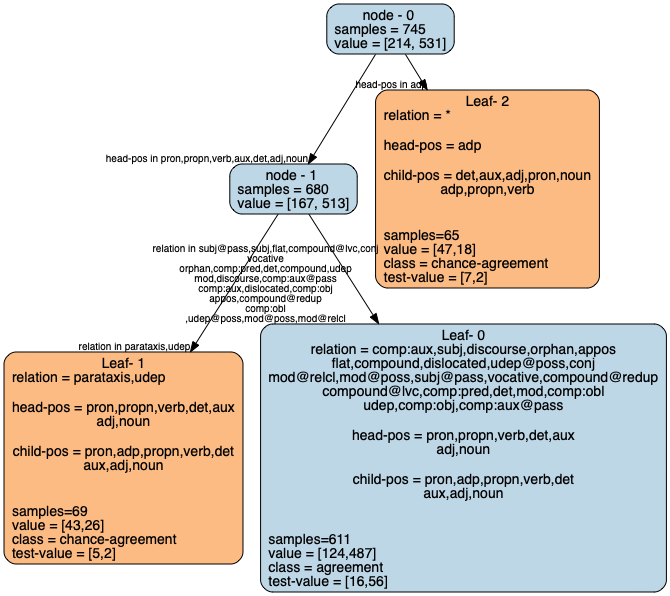 node - 0
samples = 745
value = [214, 531]
head-pos in adp
Leaf- 2
relation = *
head-pos = adp
child-pos = det,aux,adj,pron,noun
adp,propn,verb
samples=65
value = [47,18]
class = chance-agreement
test-value = [7,2]
head-pos in pron,propn,verb,aux,det,adj,noun
node - 1
samples = 680
value = [167, 513]
relation in subj@pass,subj,flat,compound@lvc,conj
vocative
orphan,comp:pred,det,compound,udep
mod,discourse,comp:aux@pass
comp:aux,dislocated,comp:obj
appos,compound@redup
comp:obl
,udep@poss,mod@poss,mod@relcl
relation in parataxis,udep
Leaf- 1
relation = parataxis,udep
head-pos = pron,propn,verb,det,aux
adj,noun
child-pos = pron,adp,propn,verb,det
aux,adj,noun
samples=69
value = [43,26]
class = chance-agreement
test-value = [5,2]
Leaf- 0
relation = comp:aux,subj,discourse,orphan,appos
flat,compound,dislocated,udep@poss,conj
mod@relcl,mod@poss,subj@pass,vocative,compound@redup
compound@lvc,comp:pred,det,mod,comp:obl
udep,comp:obj,comp:aux@pass
head-pos = pron,propn,verb,det,aux
adj,noun
child-pos = pron,adp,propn,verb,det
aux,adj,noun
samples=611
value = [124,487]
class = agreement
test-value = [16,56]